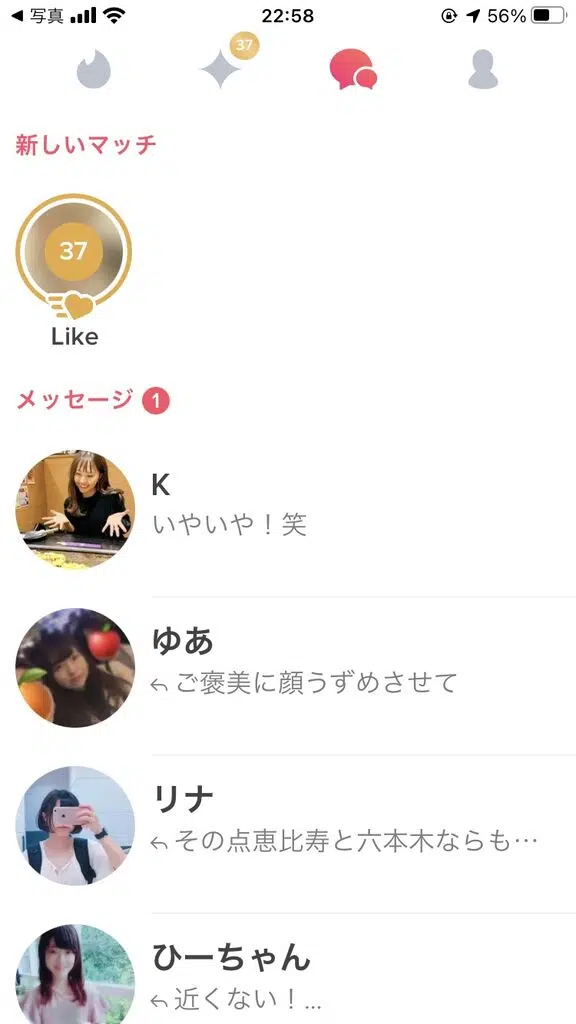 写真
22:58
56%
37
新しいマッチ
37
Like
メッセージ 1
K
いやいや！笑
ゆあ
ご褒美に顔うずめさせて
リナ
その点恵比寿と六本木ならも…
ひーちゃん
近くない！...